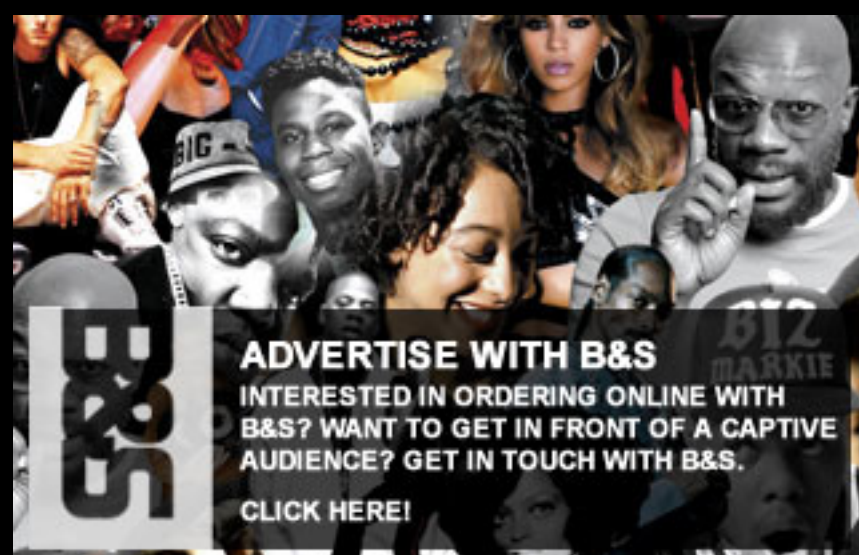 BIG
BIZ
MARKIE
B&S
ADVERTISE WITH B&S
INTERESTED IN ORDERING ONLINE WITH
B&S? WANT TO GET IN FRONT OF A CAPTIVE
AUDIENCE? GET IN TOUCH WITH B&S.
CLICK HERE!